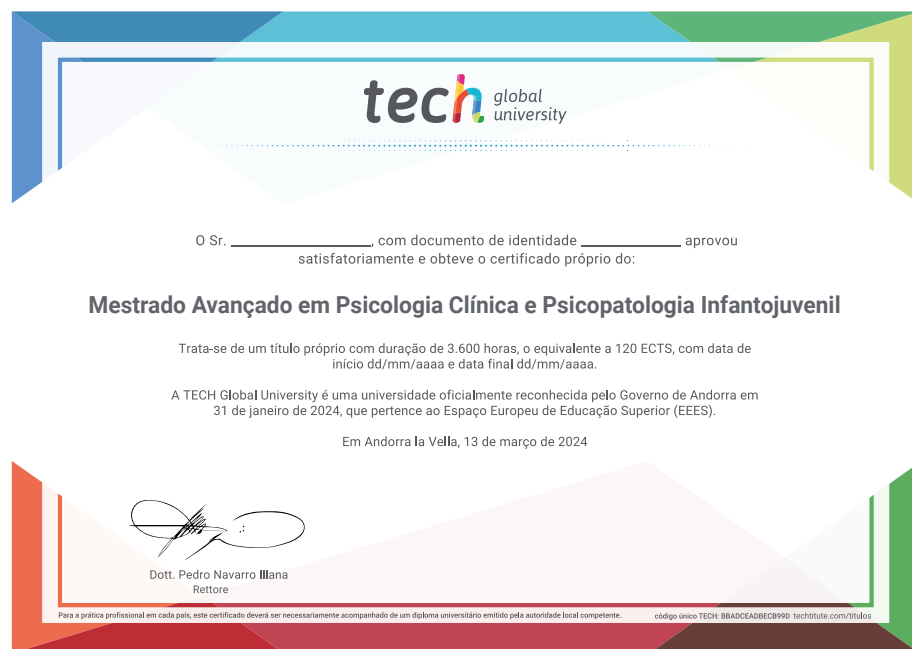 tech global
university
O Sr. ____________, com documento de identidade ____________ aprovou
satisfatoriamente e obteve o certificado próprio do:
Mestrado Avançado em Psicologia Clínica e Psicopatologia Infantojuvenil
Trata-se de um título próprio com duração de 3.600 horas, o equivalente a 120 ECTS, com data de
início dd/mm/aaaa e data final dd/mm/aaaa.
A TECH Global University é uma universidade oficialmente reconhecida pelo Governo de Andorra em
31 de janeiro de 2024, que pertence ao Espaço Europeu de Educação Superior (EEES).
Em Andorra la Vella, 13 de março de 2024
Dott. Pedro Navarro Illana
Rettore
Para a prática profissional em cada país, este certificado deverá ser necessariamente acompanhado de um diploma universitário emitido pela autoridade local competente. código único TECH: BBADCEADBECB99D techtitute.com/titulos